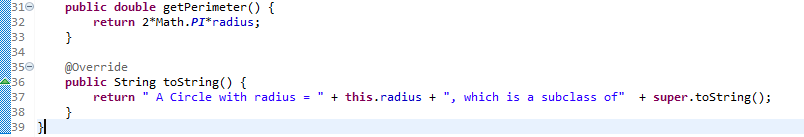 31 public double getPerimeter() {
32 return 2*Math.PI*radius;
33 }
34
35 @Override
36 public String toString() {
37 return " A Circle with radius = " + this.radius + ", which is a subclass of"  + super.toString();
38 }
39 }